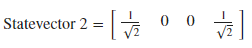 Statevector 2 = [ 1/√2 0 0 1/√2 ]